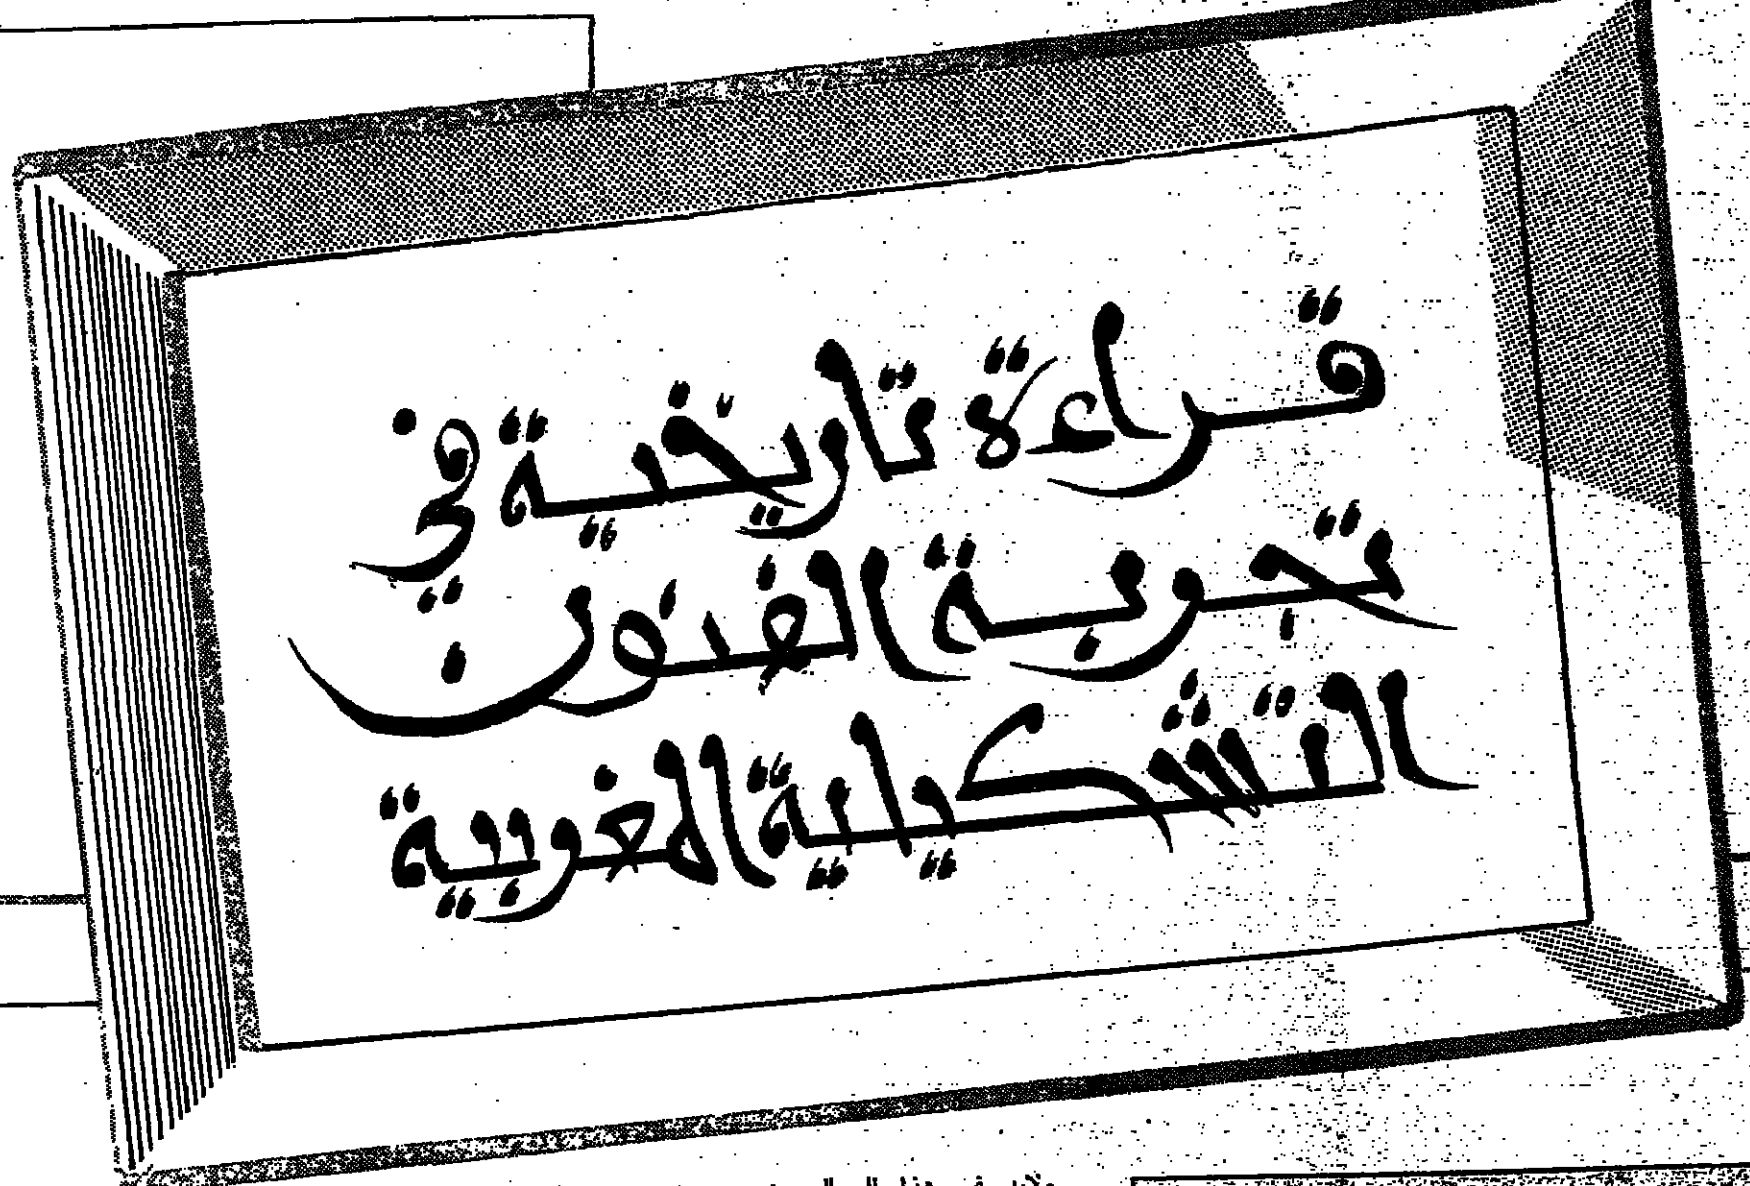 قراءة تاريخية في
تجربة الفنون
التشكيلية المغربية